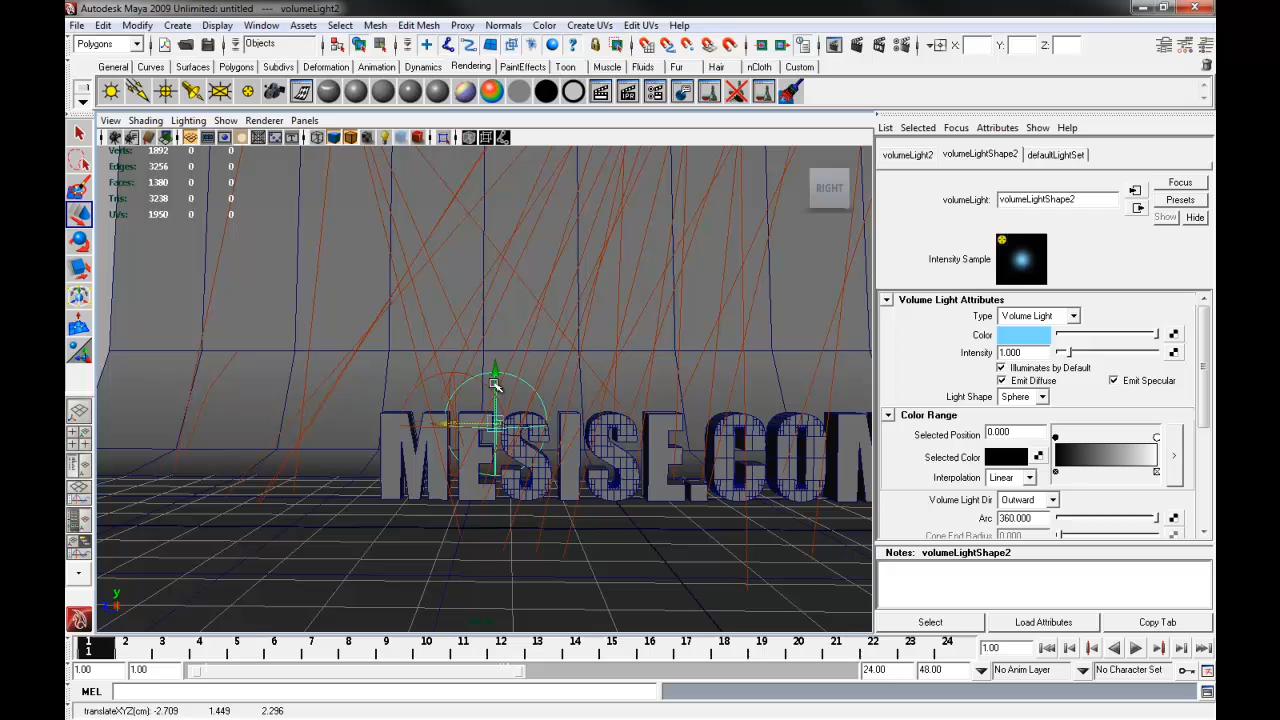 Autodesk Maya 2009 Unlimited: untitled --- volumeLight2
File Edit Modify Create Display Window Assets Select Mesh Edit Mesh Proxy Normals Color Create UVs Edit UVs Help
Polygons Objects X: Y: Z:
General Curves Surfaces Polygons Subdivs Deformation Animation Dynamics Rendering PaintEffects Toon Muscle Fluids Fur Hair nCloth Custom
IPR
View Shading Lighting Show Renderer Panels
List Selected Focus Attributes Show Help
Verts: 1892 0 0
Edges: 3256 0 0
Faces: 1380 0 0
Tris: 3238 0 0
UVs: 1950 0 0
RIGHT
volumeLight2 volumeLightShape2 defaultLightSet
volumeLight: volumeLightShape2
Focus
Presets
Show Hide
Intensity Sample
Volume Light Attributes
Type Volume Light
Color
Intensity 1.000
Illuminates by Default
Emit Diffuse Emit Specular
Light Shape Sphere
Color Range
Selected Position 0.000
Selected Color
Interpolation Linear
Volume Light Dir Outward
Arc 360.000
Cone End Radius 0.000
MESISE.COM
y
Notes: volumeLightShape2
Select Load Attributes Copy Tab
1 2 3 4 5 6 7 8 9 10 11 12 13 14 15 16 17 18 19 20 21 22 23 24
1 1.00
1.00 1.00 24.00 48.00 No Anim Layer No Character Set
MEL
translateXYZ(cm): -2.709 1.449 2.296